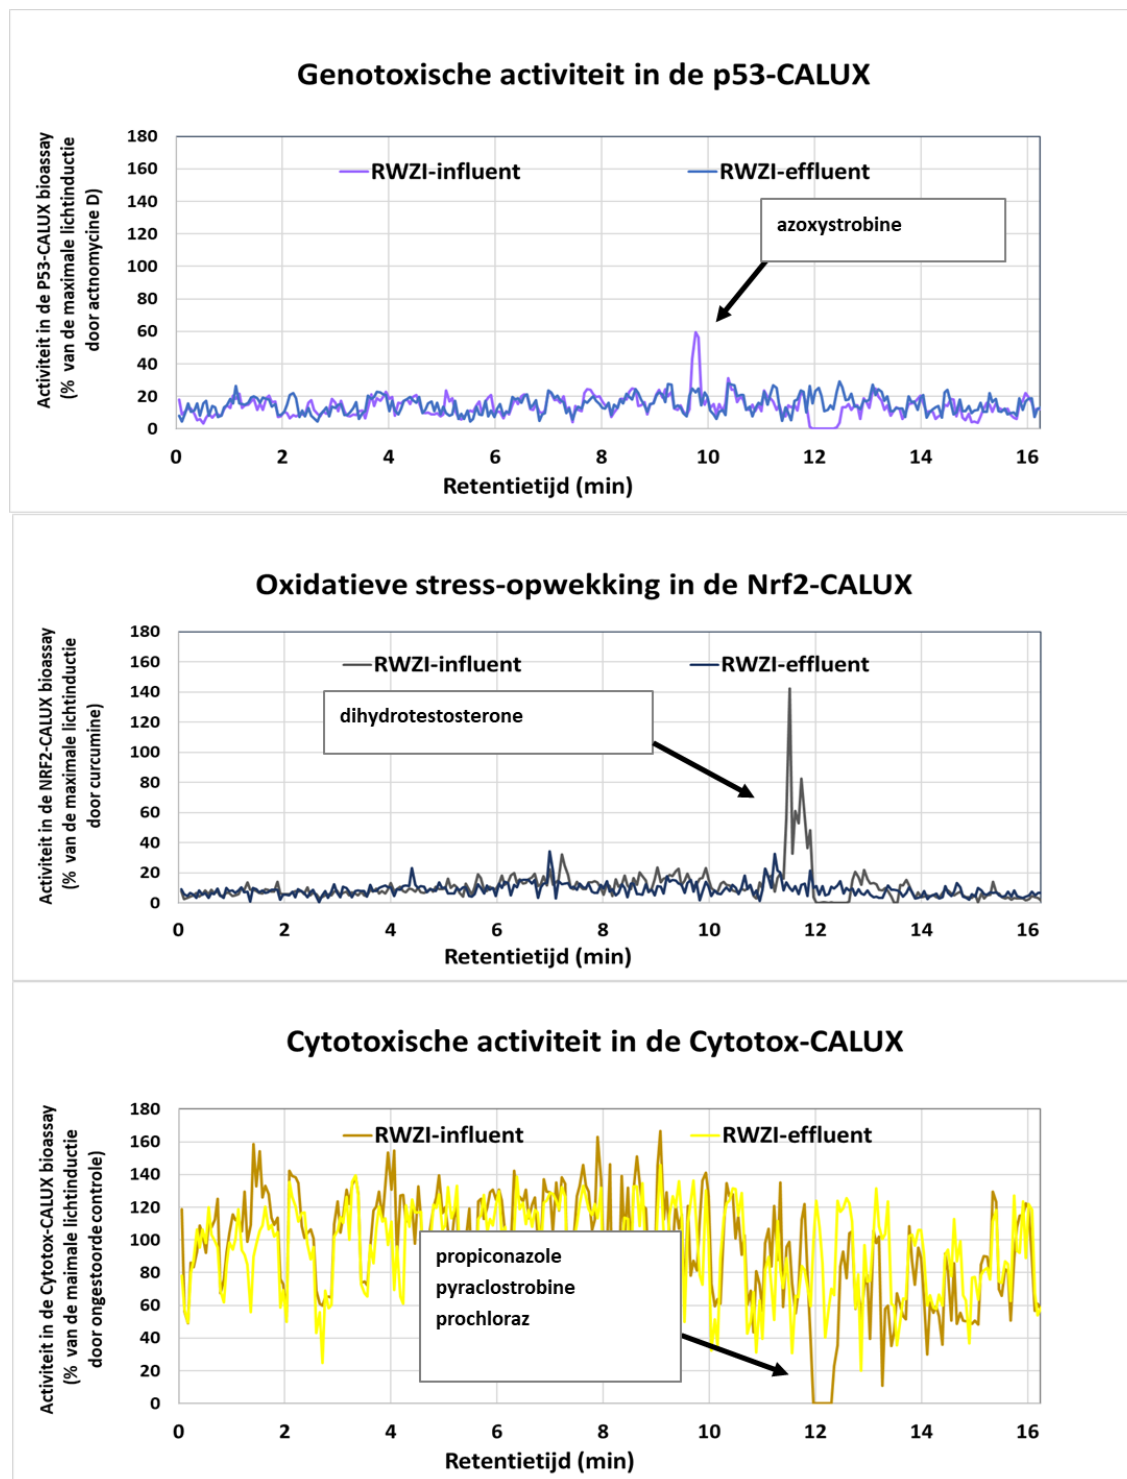 Genotoxische activiteit in de p53-CALUX
Activiteit in de P53-CALUX bioassay
(% van de maximale lichtinductie
door actnomycine D)
180
160
140
120
100
80
60
40
20
0
RWZI-influent
RWZI-effluent
azoxystrobine
0 2 4 6 8 10 12 14 16
Retentietijd (min)
Oxidatieve stress-opwekking in de Nrf2-CALUX
Activiteit in de NRF2-CALUX bioassay
(% van de maximale lichtinductie
door curcumine)
180
160
140
120
100
80
60
40
20
0
RWZI-influent
RWZI-effluent
dihydrotestosterone
0 2 4 6 8 10 12 14 16
Retentietijd (min)
Cytotoxische activiteit in de Cytotox-CALUX
Activiteit in de Cytotox-CALUX bioassay
(% van de maimale lichtinductie
door ongestoorde controle)
180
160
140
120
100
80
60
40
20
0
RWZI-influent
RWZI-effluent
propiconazole
pyraclostrobine
prochloraz
0 2 4 6 8 10 12 14 16
Retentietijd (min)